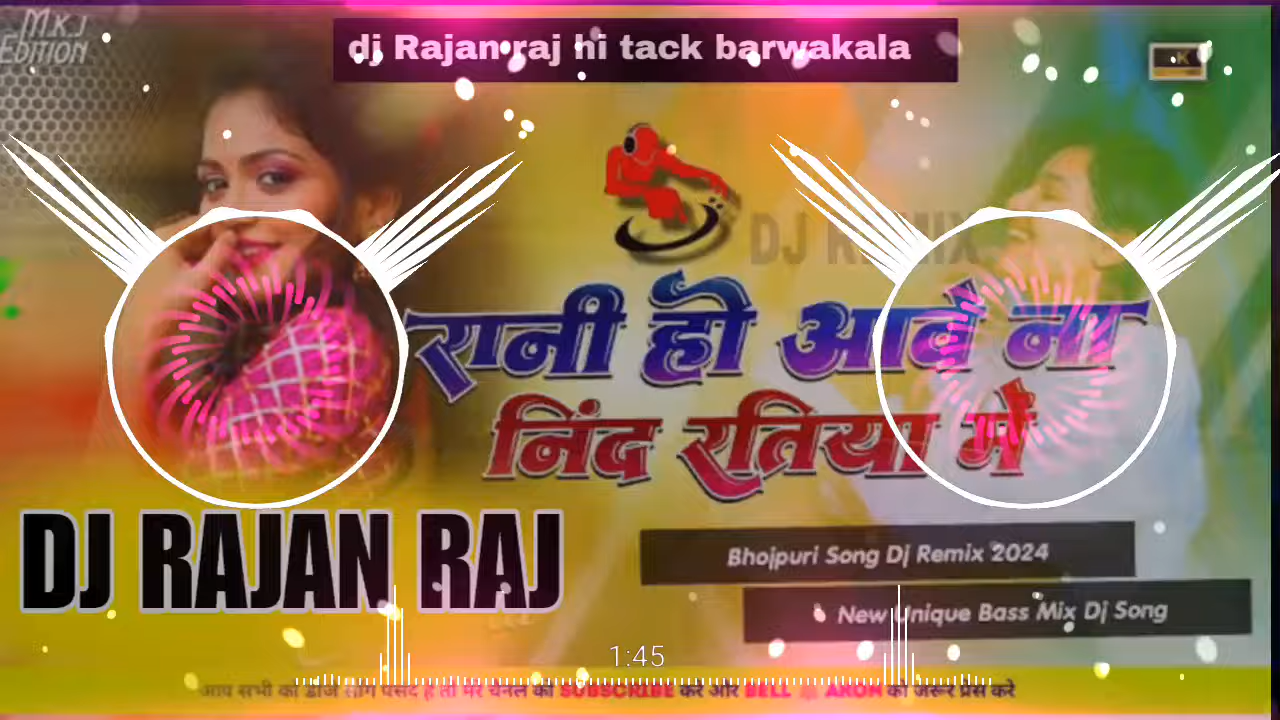 M.K.J
EDITION
dj Rajan raj hi tack barwakala
K
DJ REMIX
रानी हो आवे ना
निंद रतिया में
DJ RAJAN RAJ
Bhojpuri Song Dj Remix 2024
New Unique Bass Mix Dj Song
1:45
आप सभी को डीजे सॉंग पसंद है तो मेरे चैनल को SUBSCRIBE करे और BELL AKON को जरूर प्रेस करे